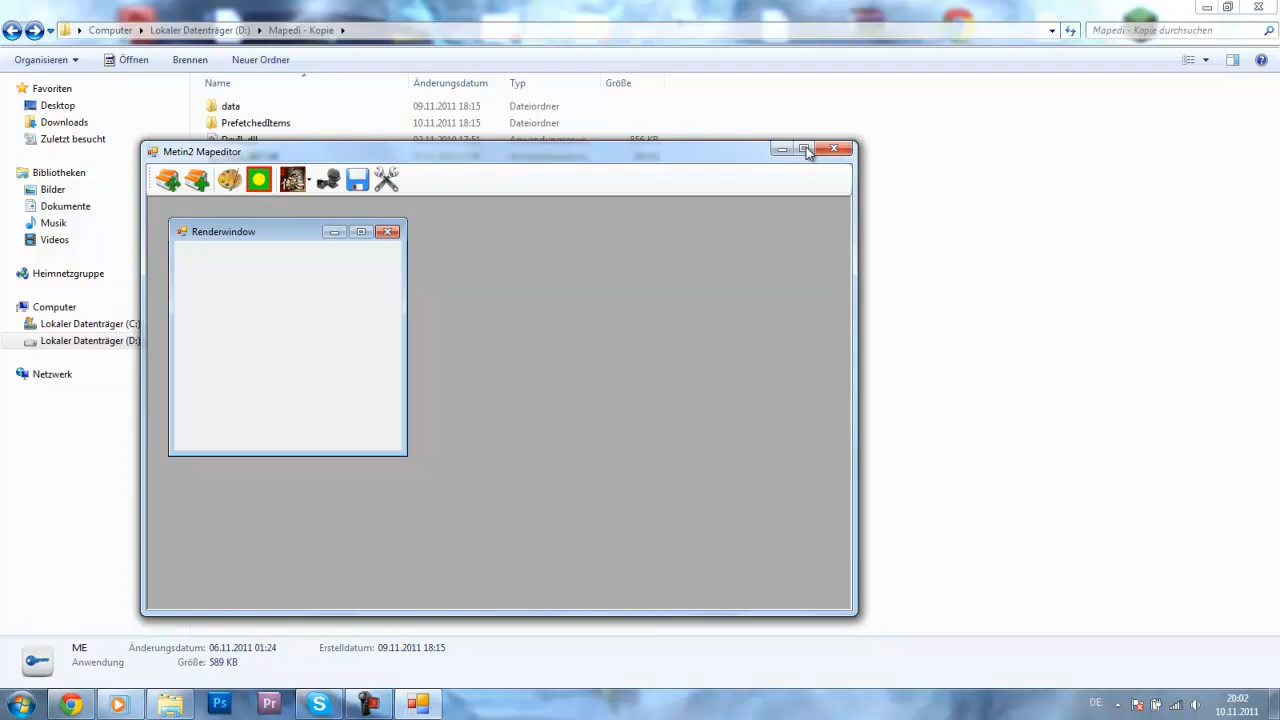 Computer ▸ Lokaler Datenträger (D:) ▸ Mapedi - Kopie ▸
Mapedi - Kopie durchsuchen
Organisieren Öffnen Brennen Neuer Ordner
Name Änderungsdatum Typ Größe
Favoriten
Desktop
Downloads
Zuletzt besucht
Bibliotheken
Bilder
Dokumente
Musik
Videos
Heimnetzgruppe
Computer
Lokaler Datenträger (C:)
Lokaler Datenträger (D:)
Netzwerk
data 09.11.2011 18:15 Dateiordner
PrefetchedItems 10.11.2011 18:15 Dateiordner
Metin2 Mapeditor
Renderwindow
ME Änderungsdatum: 06.11.2011 01:24 Erstelldatum: 09.11.2011 18:15
Anwendung Größe: 589 KB
Ps
Pr
DE
20:02
10.11.2011